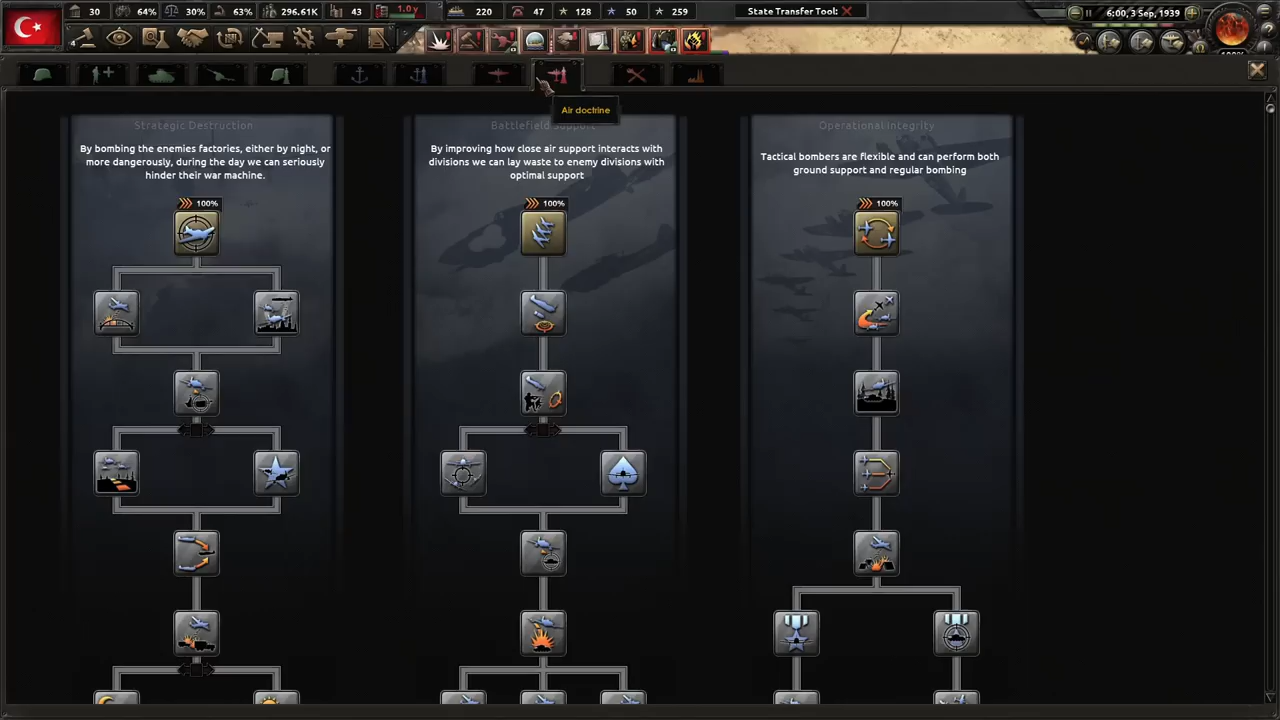 30 64% 30% 63% 296.61K 43 1.0 y 220 47 128 50 259 State Transfer Tool: 6:00, 3 Sep, 1939
100%
Air doctrine
Strategic Destruction Battlefield Support Operational Integrity
By bombing the enemies factories, either by night, or
more dangerously, during the day we can seriously
hinder their war machine.
By improving how close air support interacts with
divisions we can lay waste to enemy divisions with
optimal support
Tactical bombers are flexible and can perform both
ground support and regular bombing
100% 100% 100%